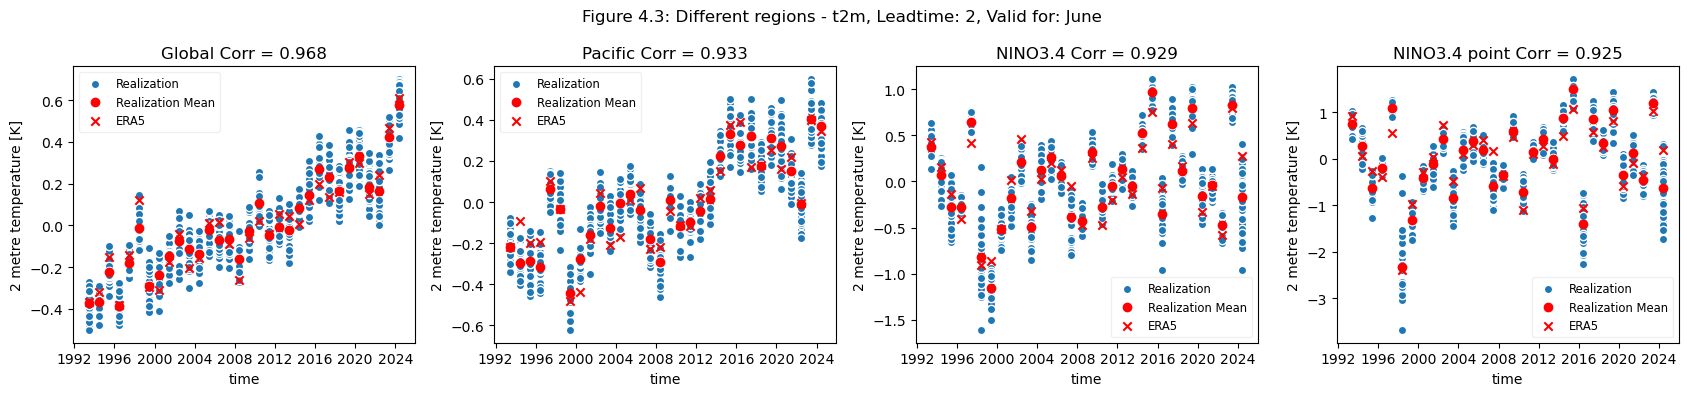 Figure 4.3: Different regions - t2m, Leadtime: 2, Valid for: June
Global Corr = 0.968
2 metre temperature [K]
0.6
0.4
0.2
0.0
−0.2
−0.4
Realization
Realization Mean
ERA5
1992 1996 2000 2004 2008 2012 2016 2020 2024
time
Pacific Corr = 0.933
2 metre temperature [K]
0.6
0.4
0.2
0.0
−0.2
−0.4
−0.6
Realization
Realization Mean
ERA5
1992 1996 2000 2004 2008 2012 2016 2020 2024
time
NINO3.4 Corr = 0.929
2 metre temperature [K]
1.0
0.5
0.0
−0.5
−1.0
−1.5
Realization
Realization Mean
ERA5
1992 1996 2000 2004 2008 2012 2016 2020 2024
time
NINO3.4 point Corr = 0.925
2 metre temperature [K]
1
0
−1
−2
−3
Realization
Realization Mean
ERA5
1992 1996 2000 2004 2008 2012 2016 2020 2024
time